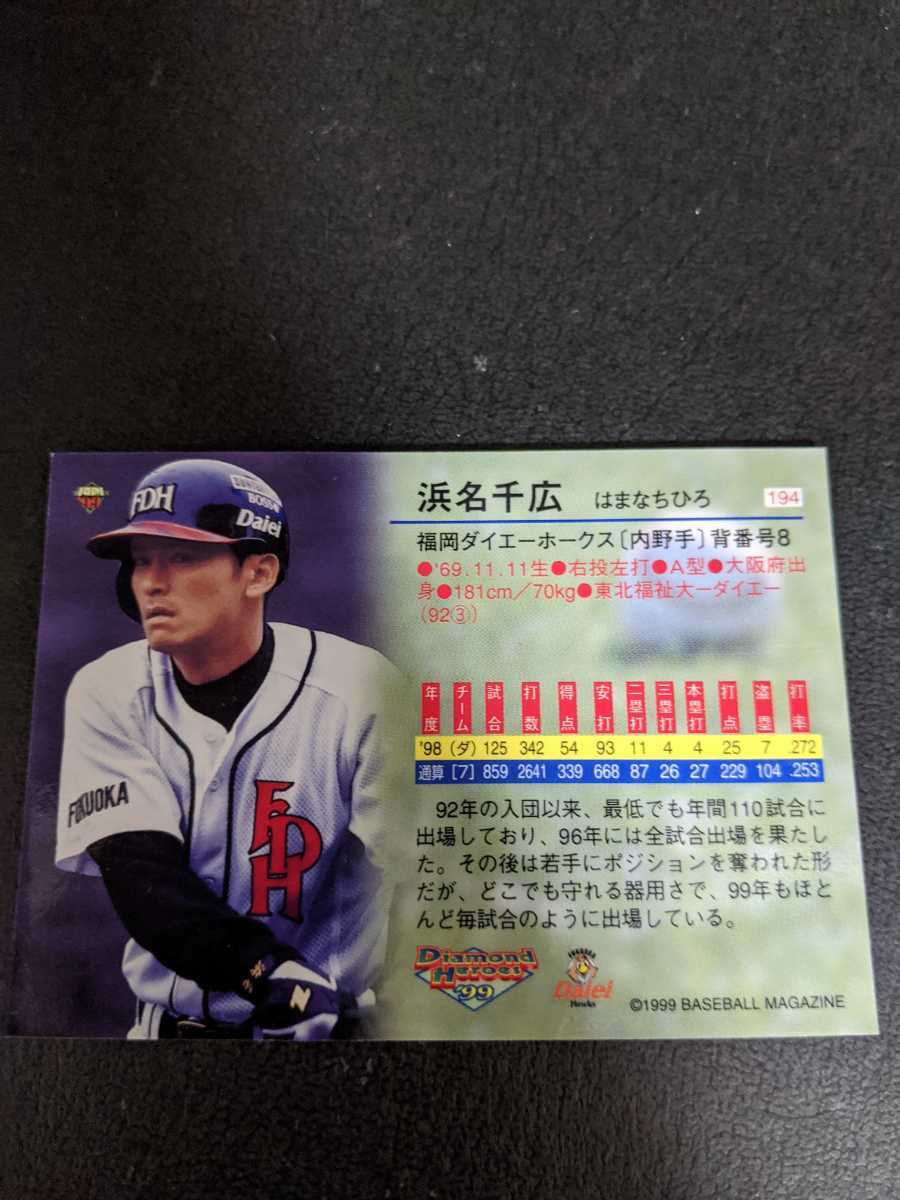 浜名千広 はまなちひろ 194
福岡ダイエーホークス〔内野手〕背番号8
●'69.11.11生●右投左打●A型●大阪府出
身●181cm／70kg●東北福祉大ーダイエー
（92③）
年度 チーム 試合 打数 得点 安打 二塁打 三塁打 本塁打 打点 盗塁 打率
'98 （ダ） 125 342 54 93 11 4 4 25 7 .272
通算 [7] 859 2641 339 668 87 26 27 229 104 .253
92年の入団以来、最低でも年間110試合に
出場しており、96年には全試合出場を果たし
た。その後は若手にポジションを奪われた形
だが、どこでも守れる器用さで、99年もほと
んど毎試合のように出場している。
Diamond
Heroes
'99
Daiei
Hawks
©1999 BASEBALL MAGAZINE
FDH
Daiei
FUKUOKA
FDH